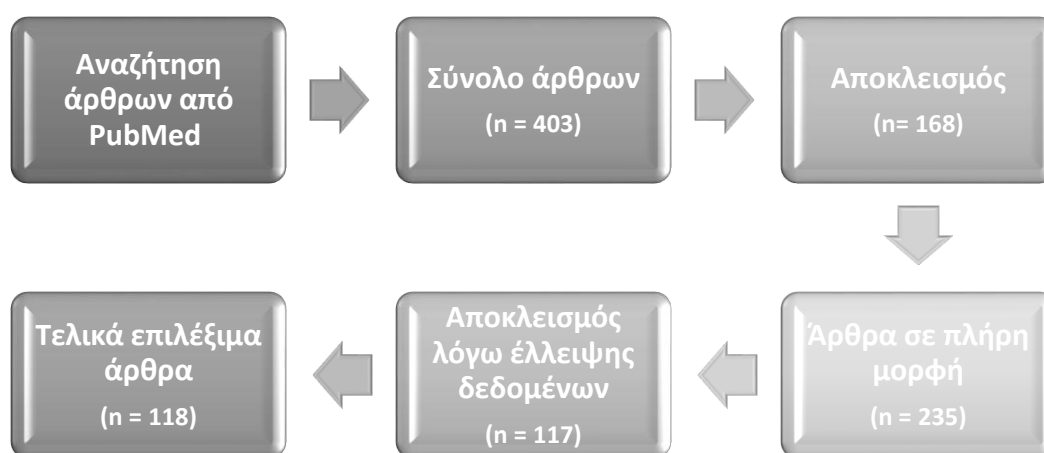 Αναζήτηση
άρθρων από
PubMed
Σύνολο άρθρων
(n = 403)
Αποκλεισμός
(n= 168)
Άρθρα σε πλήρη
μορφή
(n = 235)
Αποκλεισμός
λόγω έλλειψης
δεδομένων
(n = 117)
Τελικά επιλέξιμα
άρθρα
(n = 118)